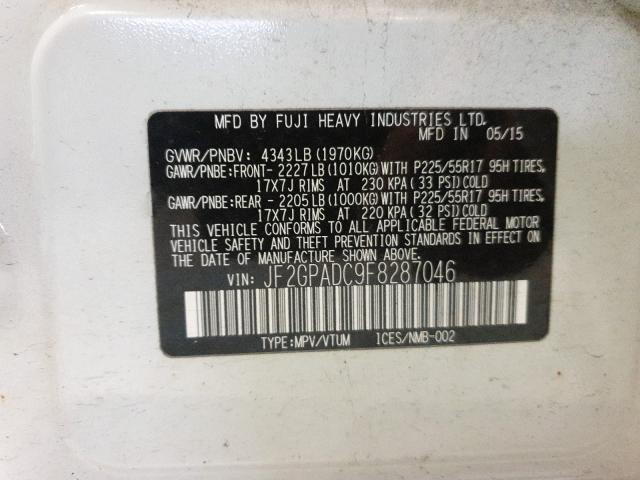 MFD BY FUJI HEAVY INDUSTRIES LTD.
MFD IN 05/15
GVWR/PNBV: 4343LB(1970KG)
GAWR/PNBE:FRONT- 2227LB(1010KG)WITH P225/55R17 95H TIRES,
17X7J RIMS AT 230 KPA(33 PSI)COLD
GAWR/PNBE:REAR - 2205LB(1000KG)WITH P225/55R17 95H TIRES,
17X7J RIMS AT 220 KPA(32 PSI)COLD
THIS VEHICLE CONFORMS TO ALL APPLICABLE FEDERAL MOTOR
VEHICLE SAFETY AND THEFT PREVENTION STANDARDS IN EFFECT ON
THE DATE OF MANUFACTURE SHOWN ABOVE.
VIN: JF2GPADC9F8287046
TYPE:MPV/VTUM ICES/NMB-002